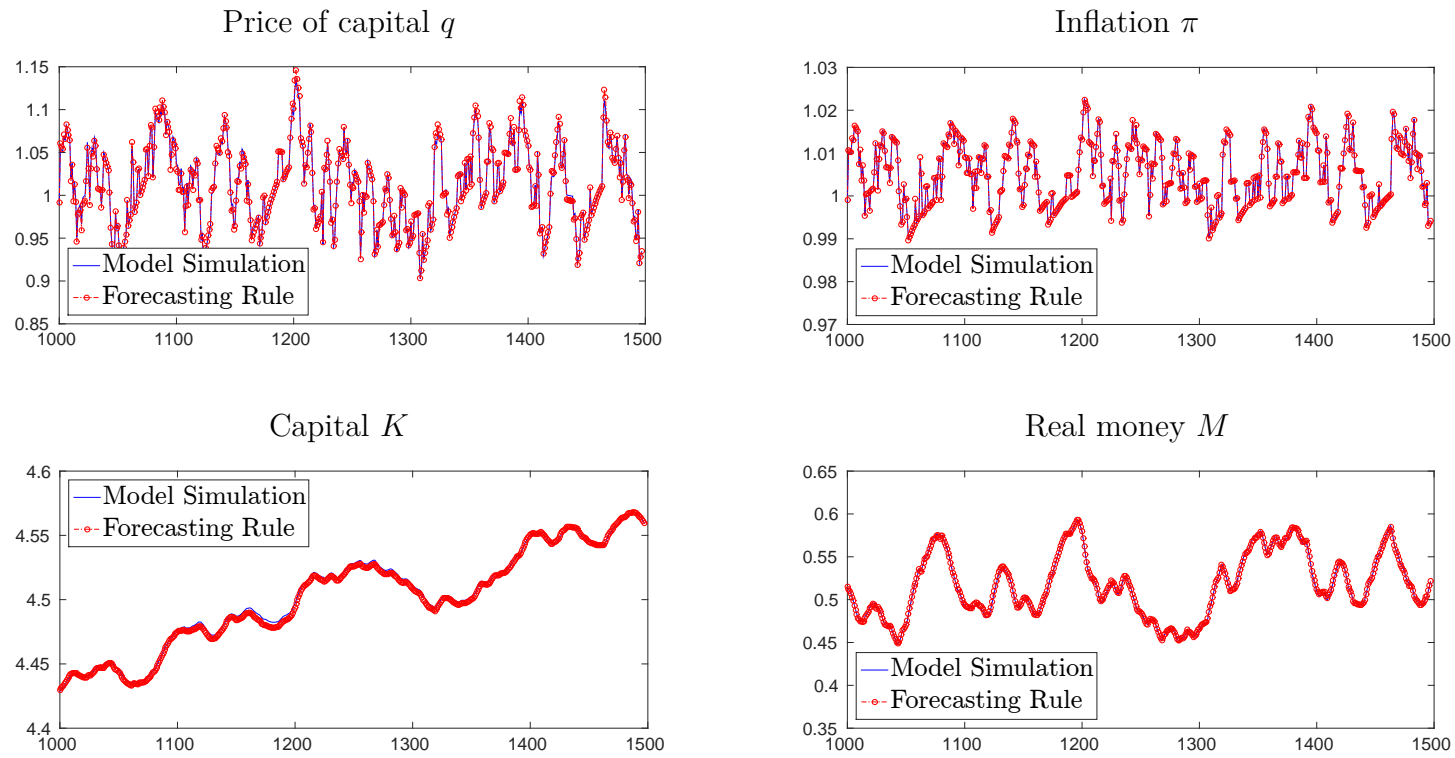 Price of capital q
1.15
1.1
1.05
1
0.95
0.9
0.85
Model Simulation
Forecasting Rule
1000 1100 1200 1300 1400 1500
Inflation π
1.03
1.02
1.01
1
0.99
0.98
0.97
Model Simulation
Forecasting Rule
1000 1100 1200 1300 1400 1500
Capital K
4.6
4.55
4.5
4.45
4.4
Model Simulation
Forecasting Rule
1000 1100 1200 1300 1400 1500
Real money M
0.65
0.6
0.55
0.5
0.45
0.4
0.35
Model Simulation
Forecasting Rule
1000 1100 1200 1300 1400 1500